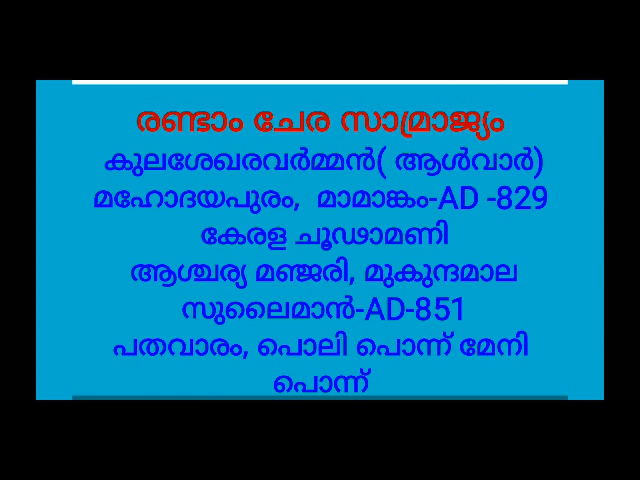 രണ്ടാം ചേര സാമ്രാജ്യം
കുലശേഖരവർമ്മൻ( ആൾവാർ)
മഹോദയപുരം, മാമാങ്കം-AD -829
കേരള ചൂഢാമണി
ആശ്ചര്യ മഞ്ജരി, മുകുന്ദമാല
സുലൈമാൻ-AD-851
പതവാരം, പൊലി പൊന്ന് മേനി
പൊന്ന്